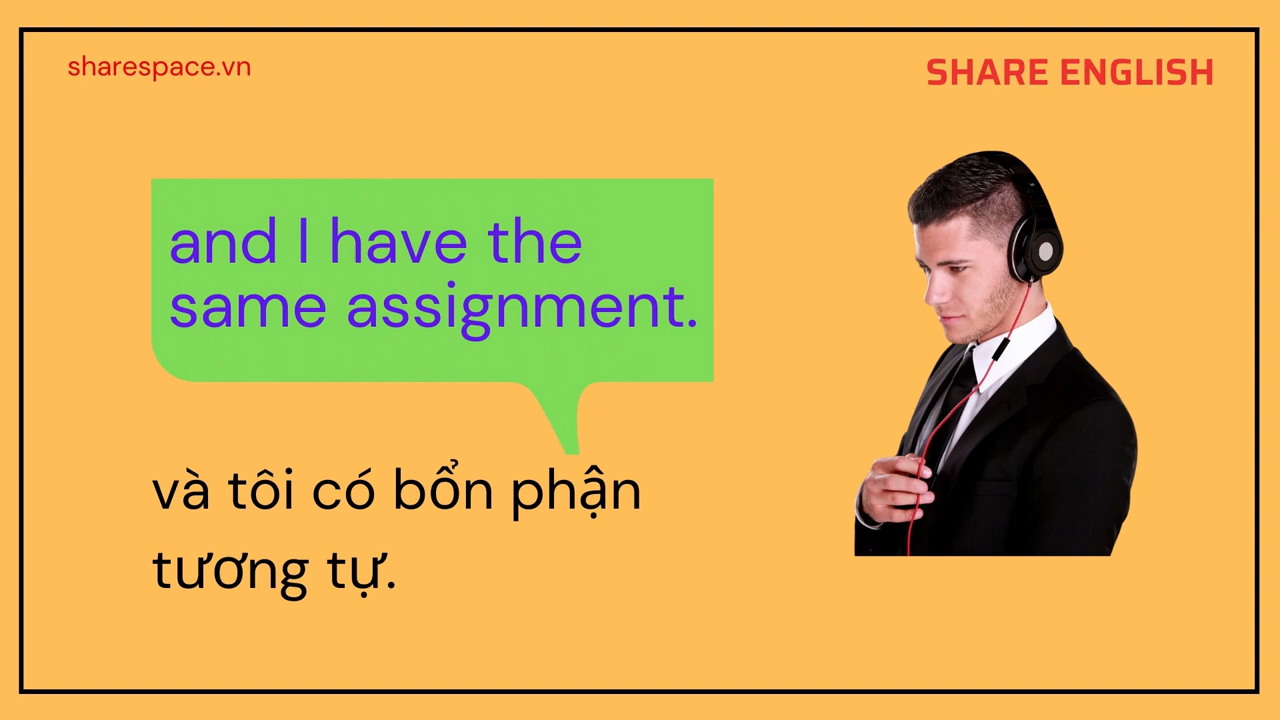 sharespace.vn
SHARE ENGLISH
and I have the
same assignment.
và tôi có bổn phận
tương tự.